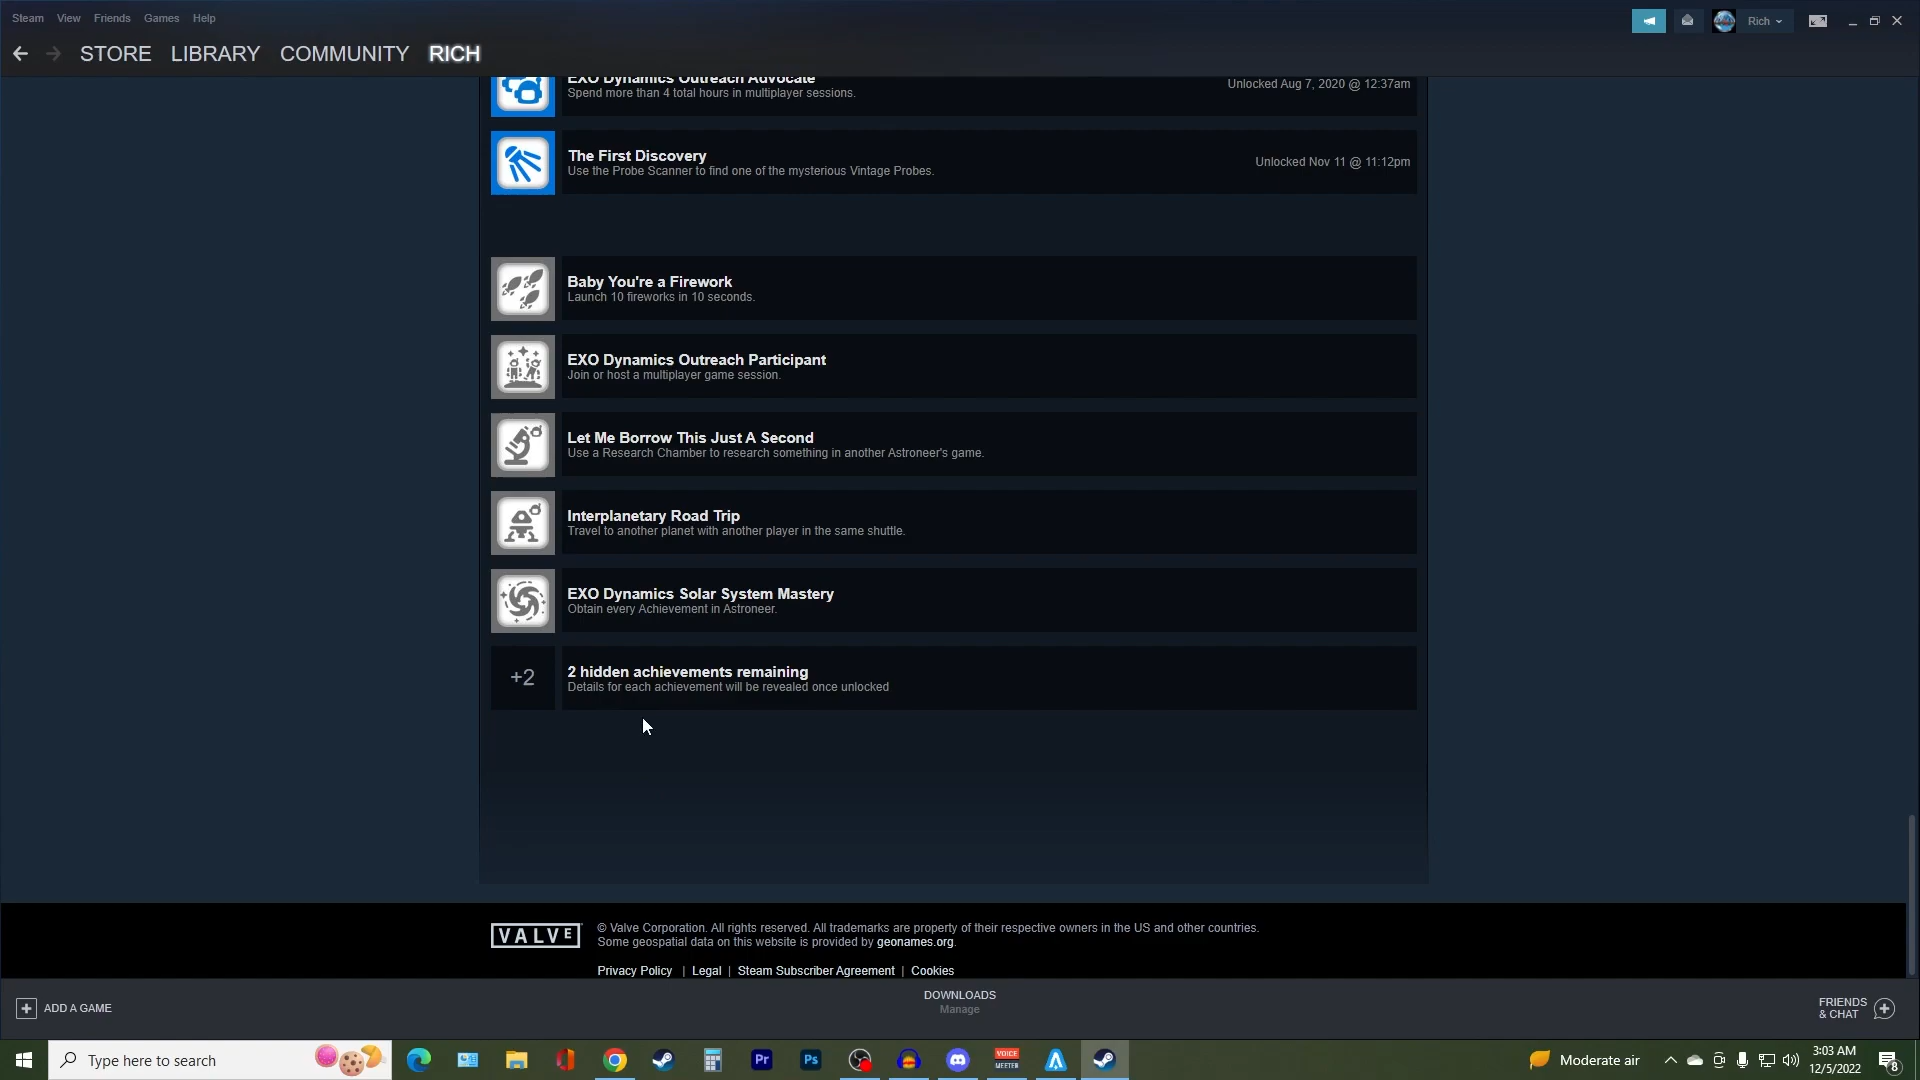 Steam View Friends Games Help
Rich
STORE LIBRARY COMMUNITY RICH
EXO Dynamics Outreach Advocate
Spend more than 4 total hours in multiplayer sessions.
Unlocked Aug 7, 2020 @ 12:37am
The First Discovery
Use the Probe Scanner to find one of the mysterious Vintage Probes.
Unlocked Nov 11 @ 11:12pm
Baby You're a Firework
Launch 10 fireworks in 10 seconds.
EXO Dynamics Outreach Participant
Join or host a multiplayer game session.
Let Me Borrow This Just A Second
Use a Research Chamber to research something in another Astroneer's game.
Interplanetary Road Trip
Travel to another planet with another player in the same shuttle.
EXO Dynamics Solar System Mastery
Obtain every Achievement in Astroneer.
+2
2 hidden achievements remaining
Details for each achievement will be revealed once unlocked
VALVE
© Valve Corporation. All rights reserved. All trademarks are property of their respective owners in the US and other countries.
Some geospatial data on this website is provided by geonames.org.
Privacy Policy | Legal | Steam Subscriber Agreement | Cookies
ADD A GAME
DOWNLOADS
Manage
FRIENDS
& CHAT
Type here to search
Pr
Ps
VOICE
MEETER
Moderate air
3:03 AM
12/5/2022
8